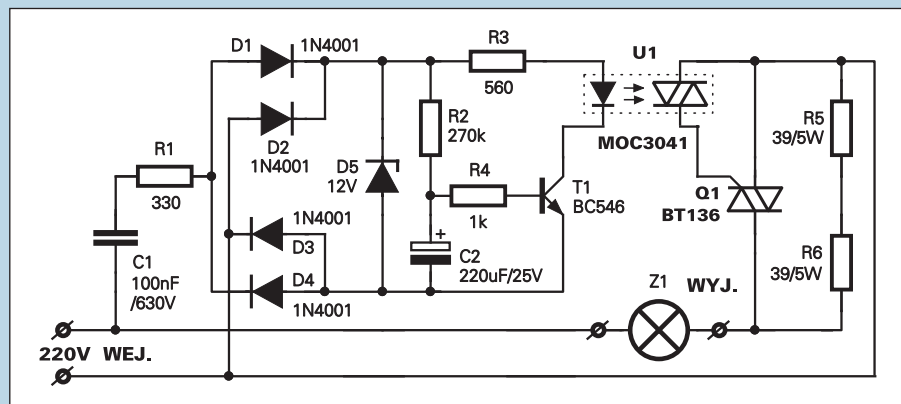 D1
1N4001
R3
560
U1
MOC3041
D2
1N4001
R2
270k
R1
330
D5
12V
R4
1k
T1
BC546
Q1
BT136
R5
39/5W
R6
39/5W
1N4001
D3
D4
1N4001
+
C2
220uF/25V
C1
100nF
/630V
Z1
WYJ.
220V WEJ.